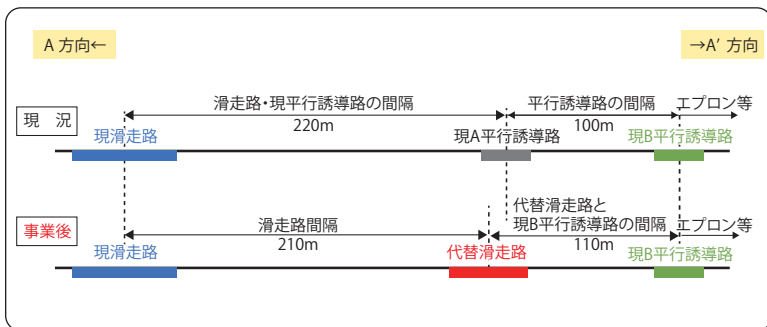 A 方向←
→A’ 方向
滑走路・現平行誘導路の間隔
平行誘導路の間隔
エプロン等
現　況
220m
100m
現滑走路
現A平行誘導路
現B平行誘導路
代替滑走路と
事業後
滑走路間隔
現B平行誘導路の間隔
エプロン等
210m
110m
現滑走路
代替滑走路
現B平行誘導路